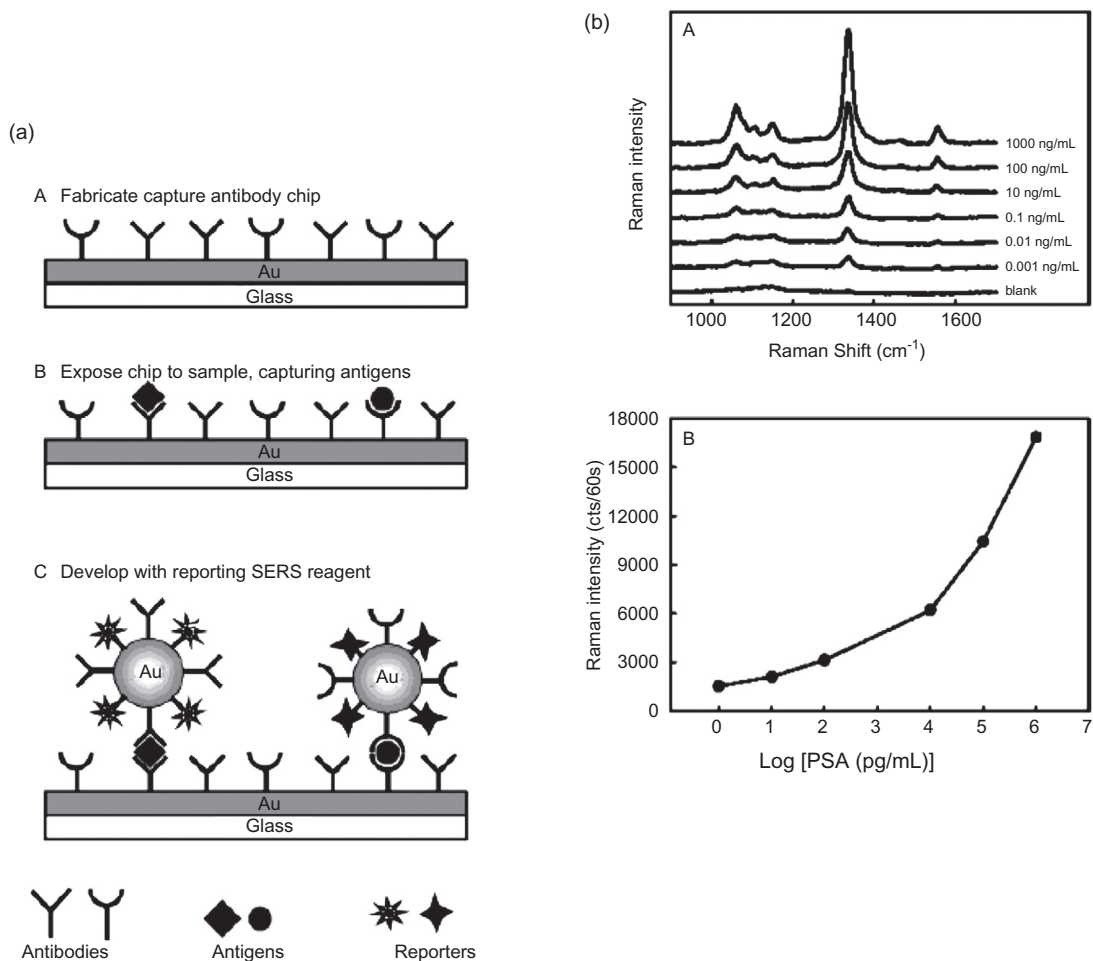 (a)
A Fabricate capture antibody chip
Au
Glass
B Expose chip to sample, capturing antigens
Au
Glass
C Develop with reporting SERS reagent
Au
Au
Au
Glass
Antibodies
Antigens
Reporters
(b)
A
Raman intensity
1000 ng/mL
100 ng/mL
10 ng/mL
0.1 ng/mL
0.01 ng/mL
0.001 ng/mL
blank
1000 1200 1400 1600
Raman Shift (cm⁻¹)
B
Raman intensity (cts/60s)
18000
15000
12000
9000
6000
3000
0
0 1 2 3 4 5 6 7
Log [PSA (pg/mL)]